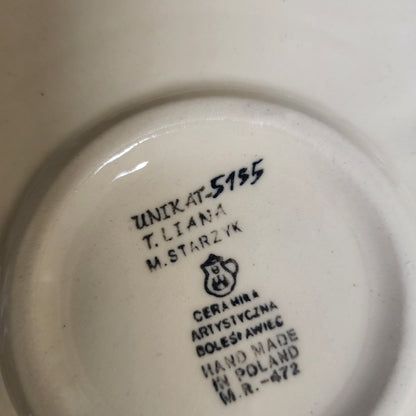 UNIKAT-5155
T. LIANA
M. STARZYK
CERAMIKA
ARTYSTYCZNA
BOLESŁAWIEC
HAND MADE
IN POLAND
M.R.-472